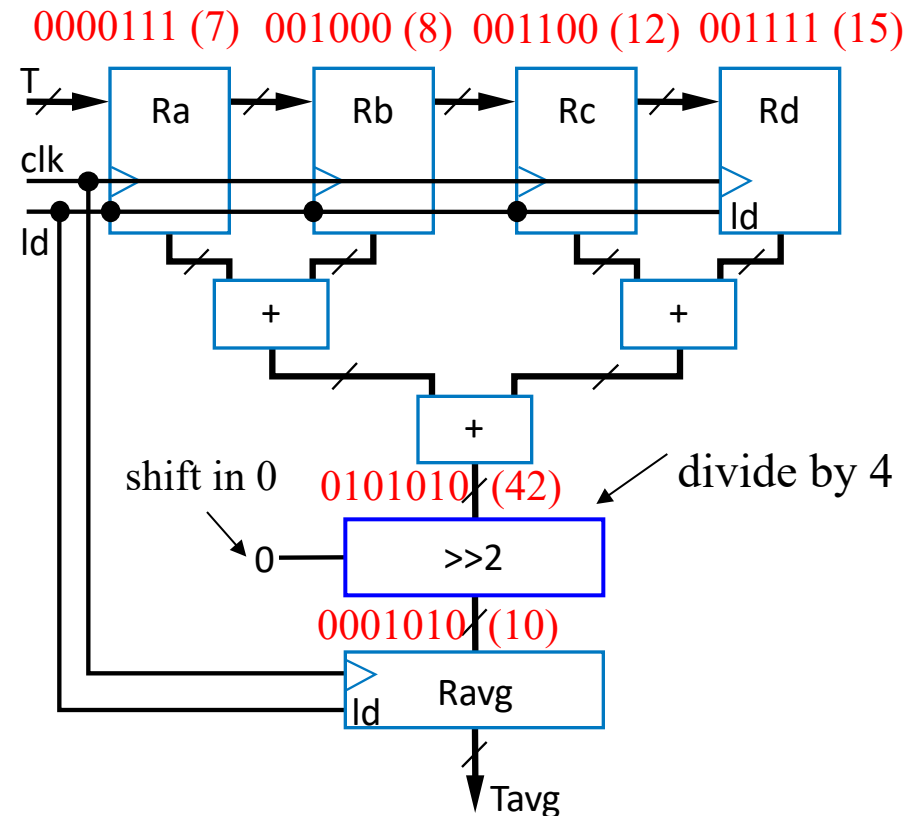 0000111 (7) 001000 (8) 001100 (12) 001111 (15)
T
Ra Rb Rc Rd
clk
ld
ld
+ +
+
shift in 0
0101010 (42)
divide by 4
0
>>2
0001010 (10)
Ravg
ld
Tavg